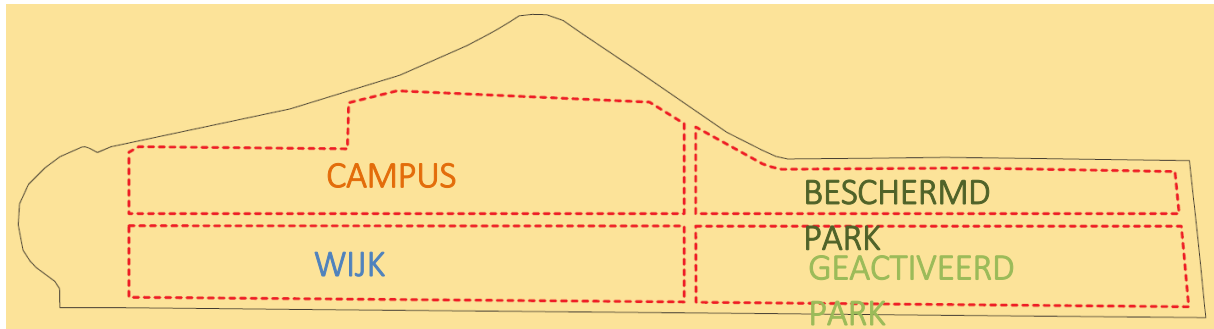 CAMPUS
BESCHERMD
PARK
WIJK
GEACTIVEERD
PARK